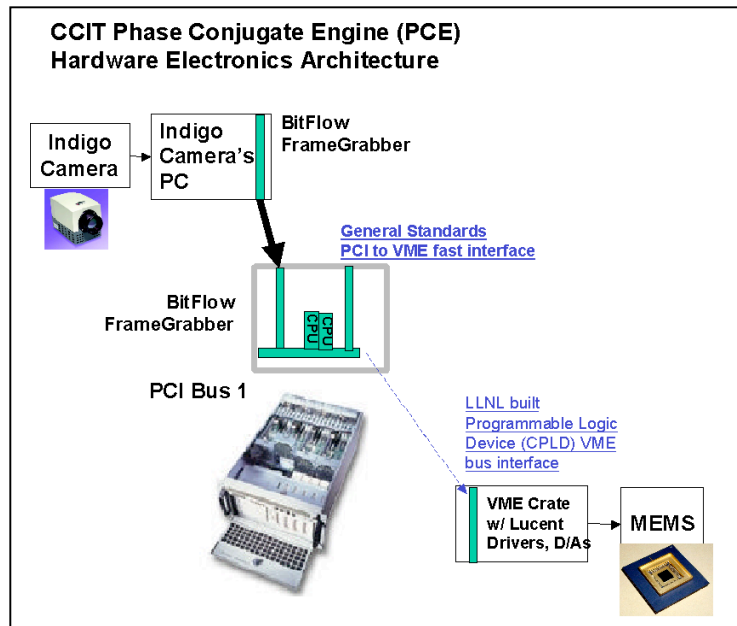 CCIT Phase Conjugate Engine (PCE)
Hardware Electronics Architecture
Indigo
Camera
Indigo
Camera's
PC
BitFlow
FrameGrabber
General Standards
PCI to VME fast interface
BitFlow
FrameGrabber
CPU
CPU
PCI Bus 1
LLNL built
Programmable Logic
Device (CPLD) VME
bus interface
VME Crate
w/ Lucent
Drivers, D/As
MEMS